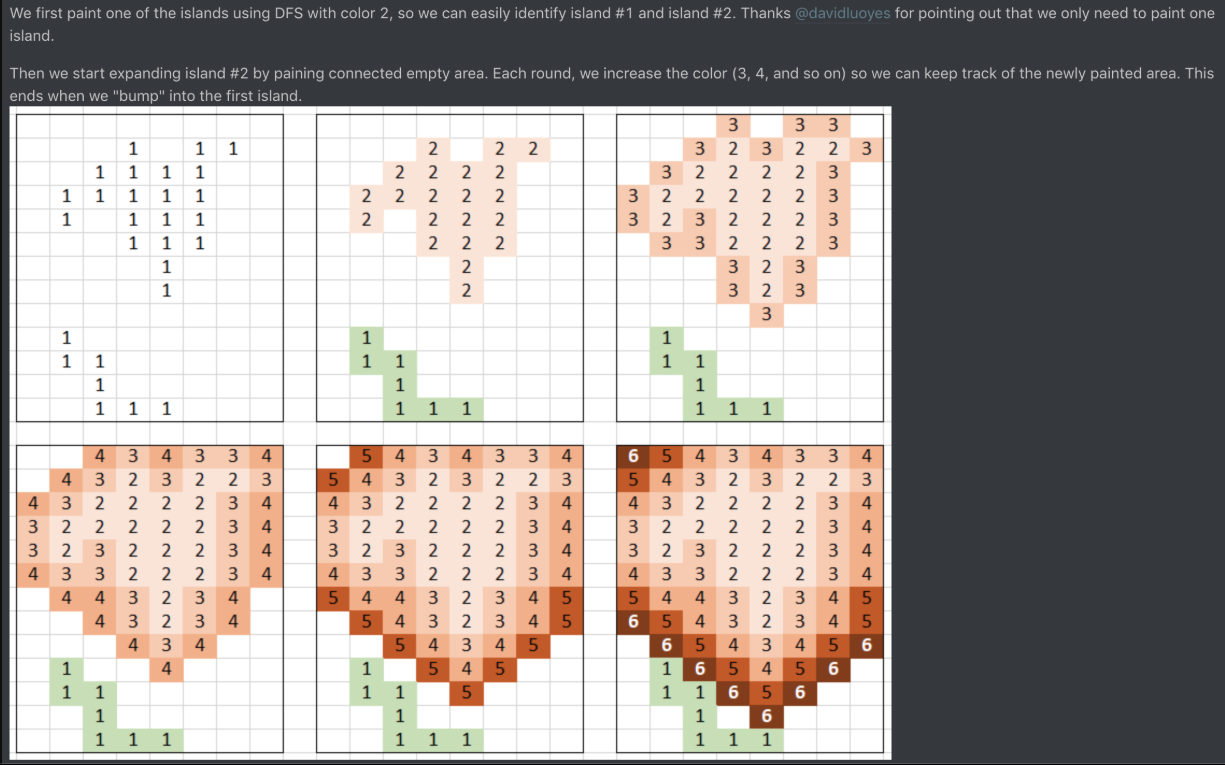 We first paint one of the islands using DFS with color 2, so we can easily identify island #1 and island #2. Thanks @davidluoyes for pointing out that we only need to paint one
island.
Then we start expanding island #2 by paining connected empty area. Each round, we increase the color (3, 4, and so on) so we can keep track of the newly painted area. This
ends when we "bump" into the first island.
3 3 3
1 1 1 2 2 2 3 2 3 2 2 3
1 1 1 1 2 2 2 2 3 2 2 2 2 3
1 1 1 1 1 2 2 2 2 2 3 2 2 2 2 2 3
1 1 1 1 2 2 2 2 3 2 3 2 2 2 3
1 1 1 2 2 2 3 3 2 2 2 3
1 2 3 2 3
1 2 3 2 3
3
1 1 1
1 1 1 1 1 1
1 1 1
1 1 1 1 1 1 1 1 1
4 3 4 3 3 4 5 4 3 4 3 3 4 6 5 4 3 4 3 3 4
4 3 2 3 2 2 3 5 4 3 2 3 2 2 3 5 4 3 2 3 2 2 3
4 3 2 2 2 2 3 4 4 3 2 2 2 2 3 4 4 3 2 2 2 2 3 4
3 2 2 2 2 2 3 4 3 2 2 2 2 2 3 4 3 2 2 2 2 2 3 4
3 2 3 2 2 2 3 4 3 2 3 2 2 2 3 4 3 2 3 2 2 2 3 4
4 3 3 2 2 2 3 4 4 3 3 2 2 2 3 4 4 3 3 2 2 2 3 4
4 4 3 2 3 4 5 4 4 3 2 3 4 5 5 4 4 3 2 3 4 5
4 3 2 3 4 5 4 3 2 3 4 5 6 5 4 3 2 3 4 5
4 3 4 5 4 3 4 5 6 5 4 3 4 5 6
1 4 1 5 4 5 1 6 5 4 5 6
1 1 1 1 5 1 1 6 5 6
1 1 1 6
1 1 1 1 1 1 1 1 1